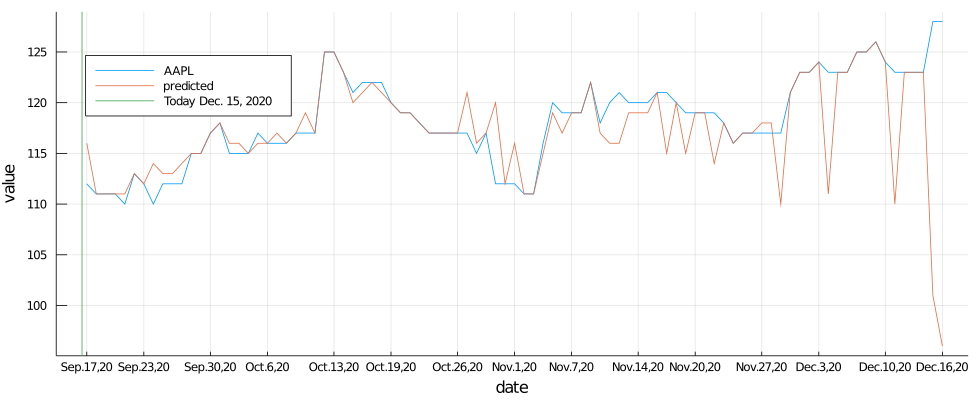 125
120
115
110
105
100
value
AAPL
predicted
Today Dec. 15, 2020
Sep.17,20 Sep.23,20 Sep.30,20 Oct.6,20 Oct.13,20 Oct.19,20 Oct.26,20 Nov.1,20 Nov.7,20 Nov.14,20 Nov.20,20 Nov.27,20 Dec.3,20 Dec.10,20 Dec.16,20
date